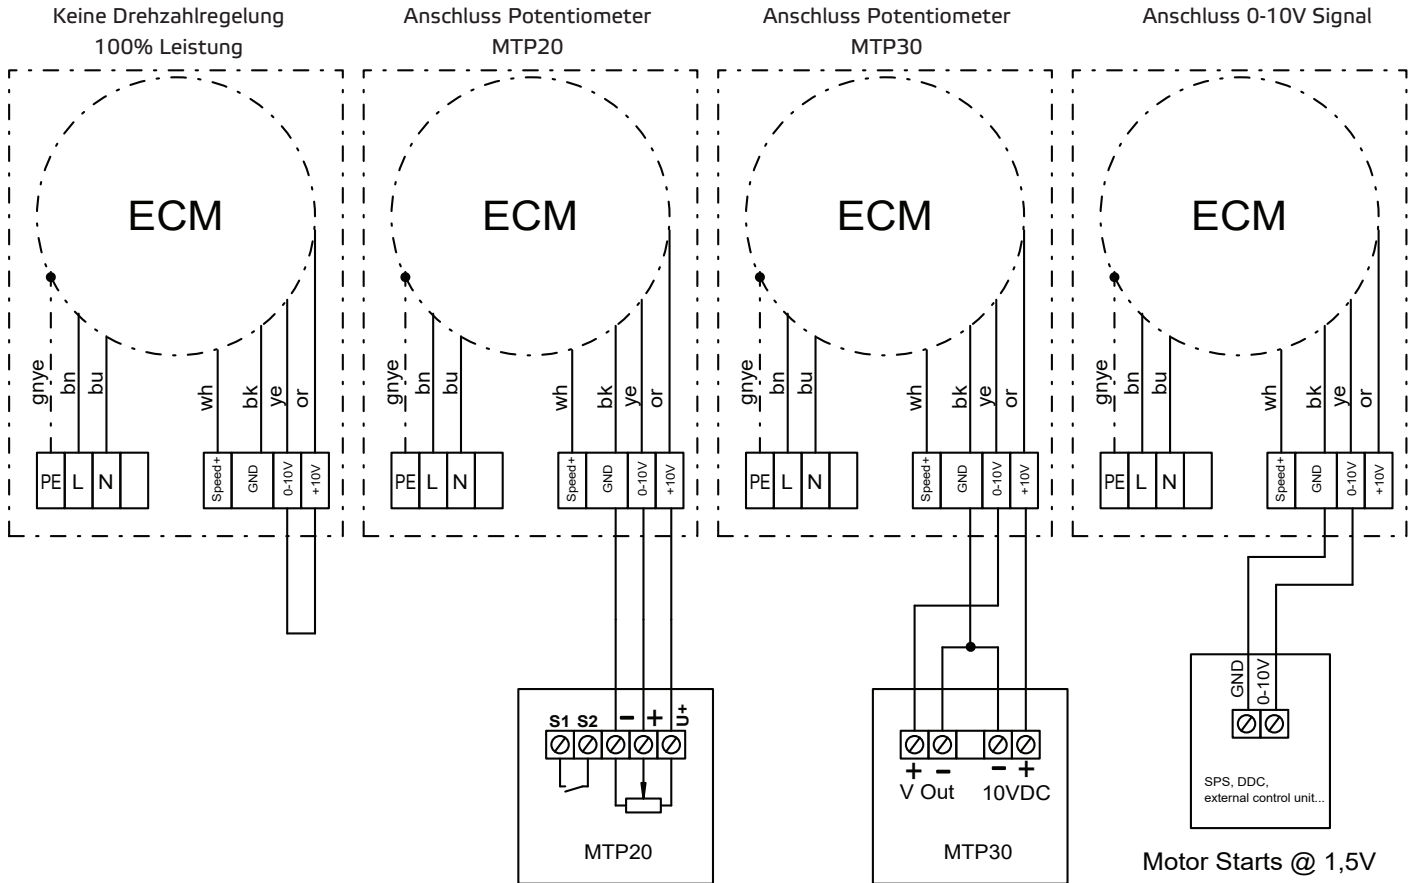 Keine Drehzahlregelung
100% Leistung
ECM
gnye
bn
bu
wh
bk
ye
or
PE
L
N
Speed+
GND
0-10V
+10V
Anschluss Potentiometer
MTP20
ECM
gnye
bn
bu
wh
bk
ye
or
PE
L
N
Speed+
GND
0-10V
+10V
S1
S2
−
+
U+
MTP20
Anschluss Potentiometer
MTP30
ECM
gnye
bn
bu
wh
bk
ye
or
PE
L
N
Speed+
GND
0-10V
+10V
+ − − +
V Out 10VDC
MTP30
Anschluss 0-10V Signal
ECM
gnye
bn
bu
wh
bk
ye
or
PE
L
N
Speed+
GND
0-10V
+10V
GND
0-10V
SPS, DDC,
external control unit...
Motor Starts @ 1,5V